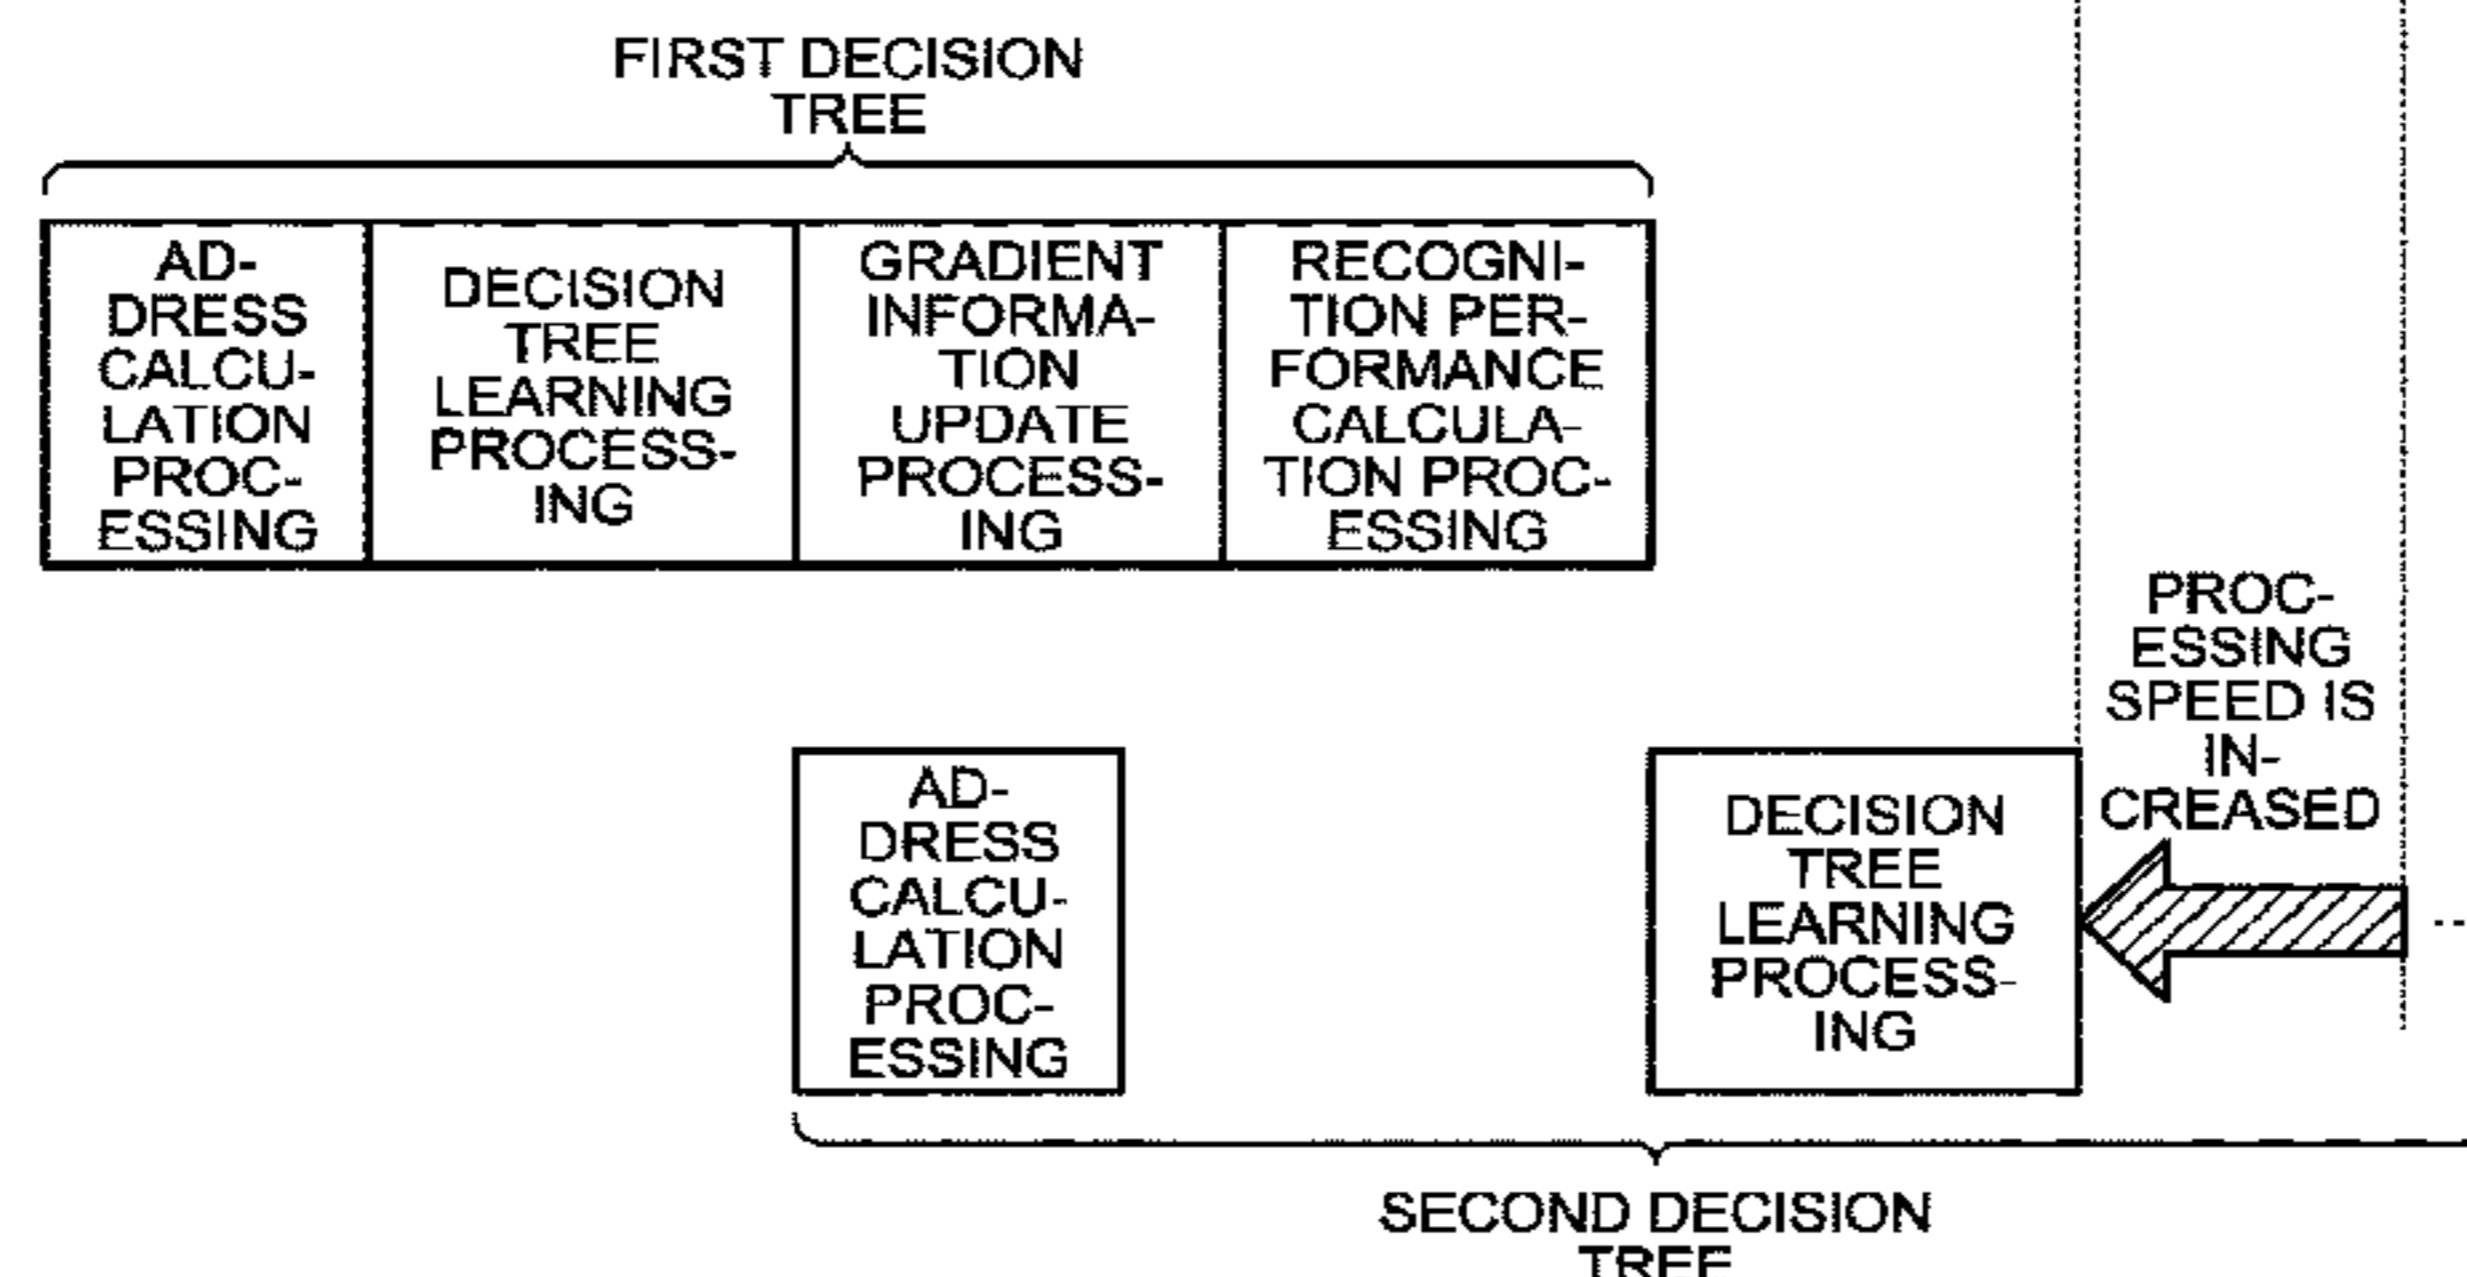 FIRST DECISION
TREE
AD-
DRESS
CALCU-
LATION
PROC-
ESSING
DECISION
TREE
LEARNING
PROCESS-
ING
GRADIENT
INFORMA-
TION
UPDATE
PROCESS-
ING
RECOGNI-
TION PER-
FORMANCE
CALCULA-
TION PROC-
ESSING
PROC-
ESSING
SPEED IS
IN-
CREASED
AD-
DRESS
CALCU-
LATION
PROC-
ESSING
DECISION
TREE
LEARNING
PROCESS-
ING
SECOND DECISION
TREE